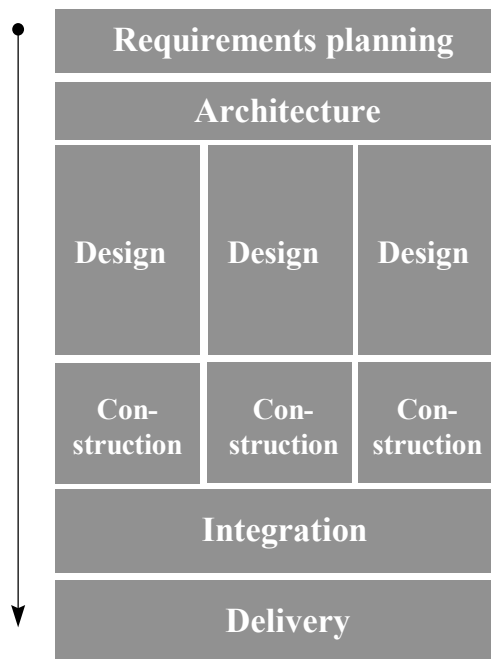 Requirements planning
Architecture
Design
Design
Design
Con-
struction
Con-
struction
Con-
struction
Integration
Delivery